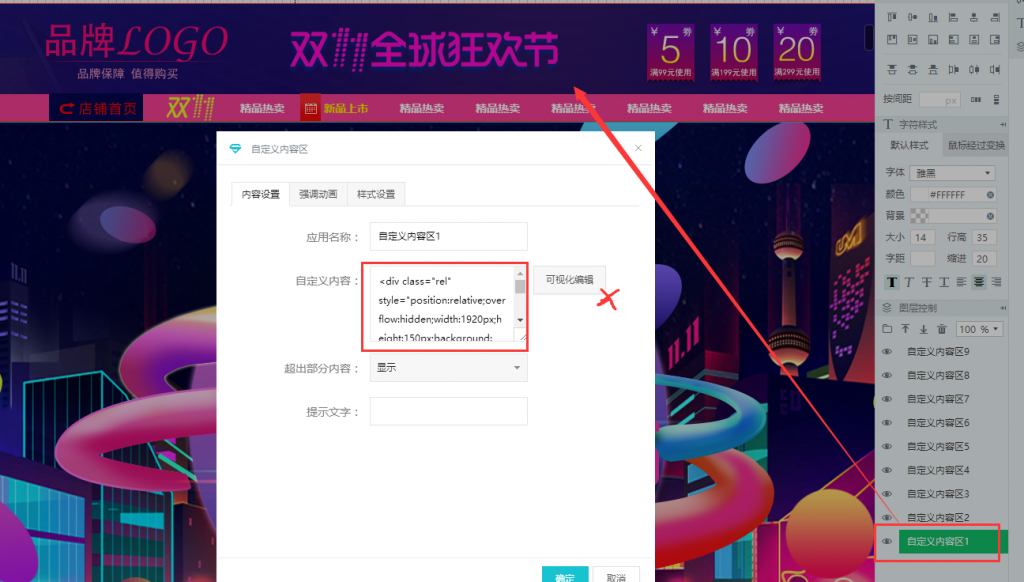 品牌LOGO
品牌保障 值得购买
双11全球狂欢节
¥ 5 券
满99元使用
¥ 10 券
满199元使用
¥ 20 券
满299元使用
店铺首页
双11
精品热卖
新品上市
精品热卖
精品热卖
精品热卖
精品热卖
精品热卖
精品热卖
自定义内容区
×
内容设置
强调动画
样式设置
应用名称：
自定义内容区1
自定义内容：
<div class="rel"
style="position:relative;over
flow:hidden;width:1920px;h
eight:150px;background:
可视化编辑
超出部分内容：
显示
提示文字：
确定
取消
11.11
11.11
按间距
px
T 字符样式
默认样式
鼠标经过变换
字体
雅黑
颜色
#FFFFFF
背景
大小 14 行高 35
字距 缩进 20
T T T T
图层控制
100 %
自定义内容区9
自定义内容区8
自定义内容区7
自定义内容区6
自定义内容区5
自定义内容区4
自定义内容区3
自定义内容区2
自定义内容区1